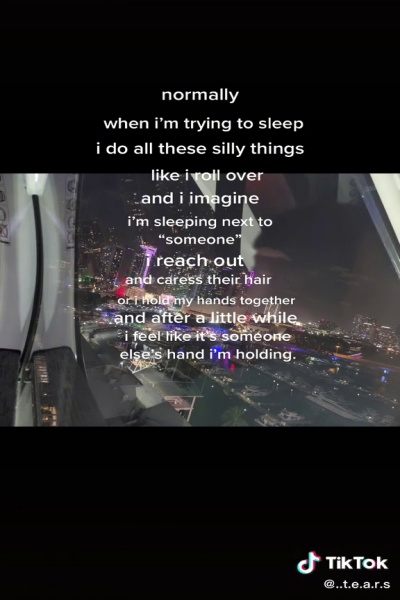 normally
when i'm trying to sleep
i do all these silly things
like i roll over
and i imagine
i'm sleeping next to
“someone”
i reach out
and caress their hair
or i hold my hands together
and after a little while
i feel like it's someone
else's hand i'm holding.
TikTok
@..t.e.a.r.s